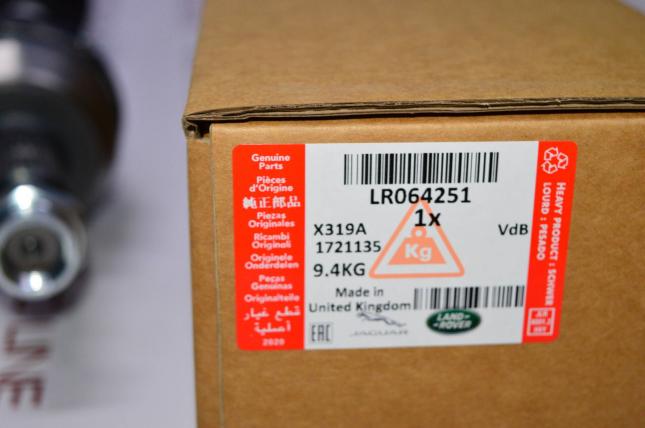 Genuine
Parts
Pièces
d'Origine
純正部品
Piezas
Originales
Ricambi
Originali
Originele
Onderdelen
Peças
Genuínas
Originalteile
قطع غيار
أصلية
2020
LR064251
1x
X319A
VdB
1721135
Kg
9.4KG
Made in
United Kingdom
EAC
JAGUAR
LAND-
ROVER
HEAVY PRODUCT : SCHWER
LOURD : PESADO